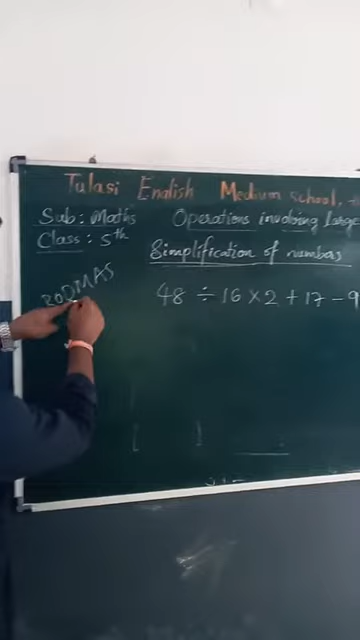 Tulasi English Medium School,
Sub: Maths Operations involving Large
Class: 5th
Simplification of numbers
BODMAS
48 ÷ 16 × 2 + 17 - 9